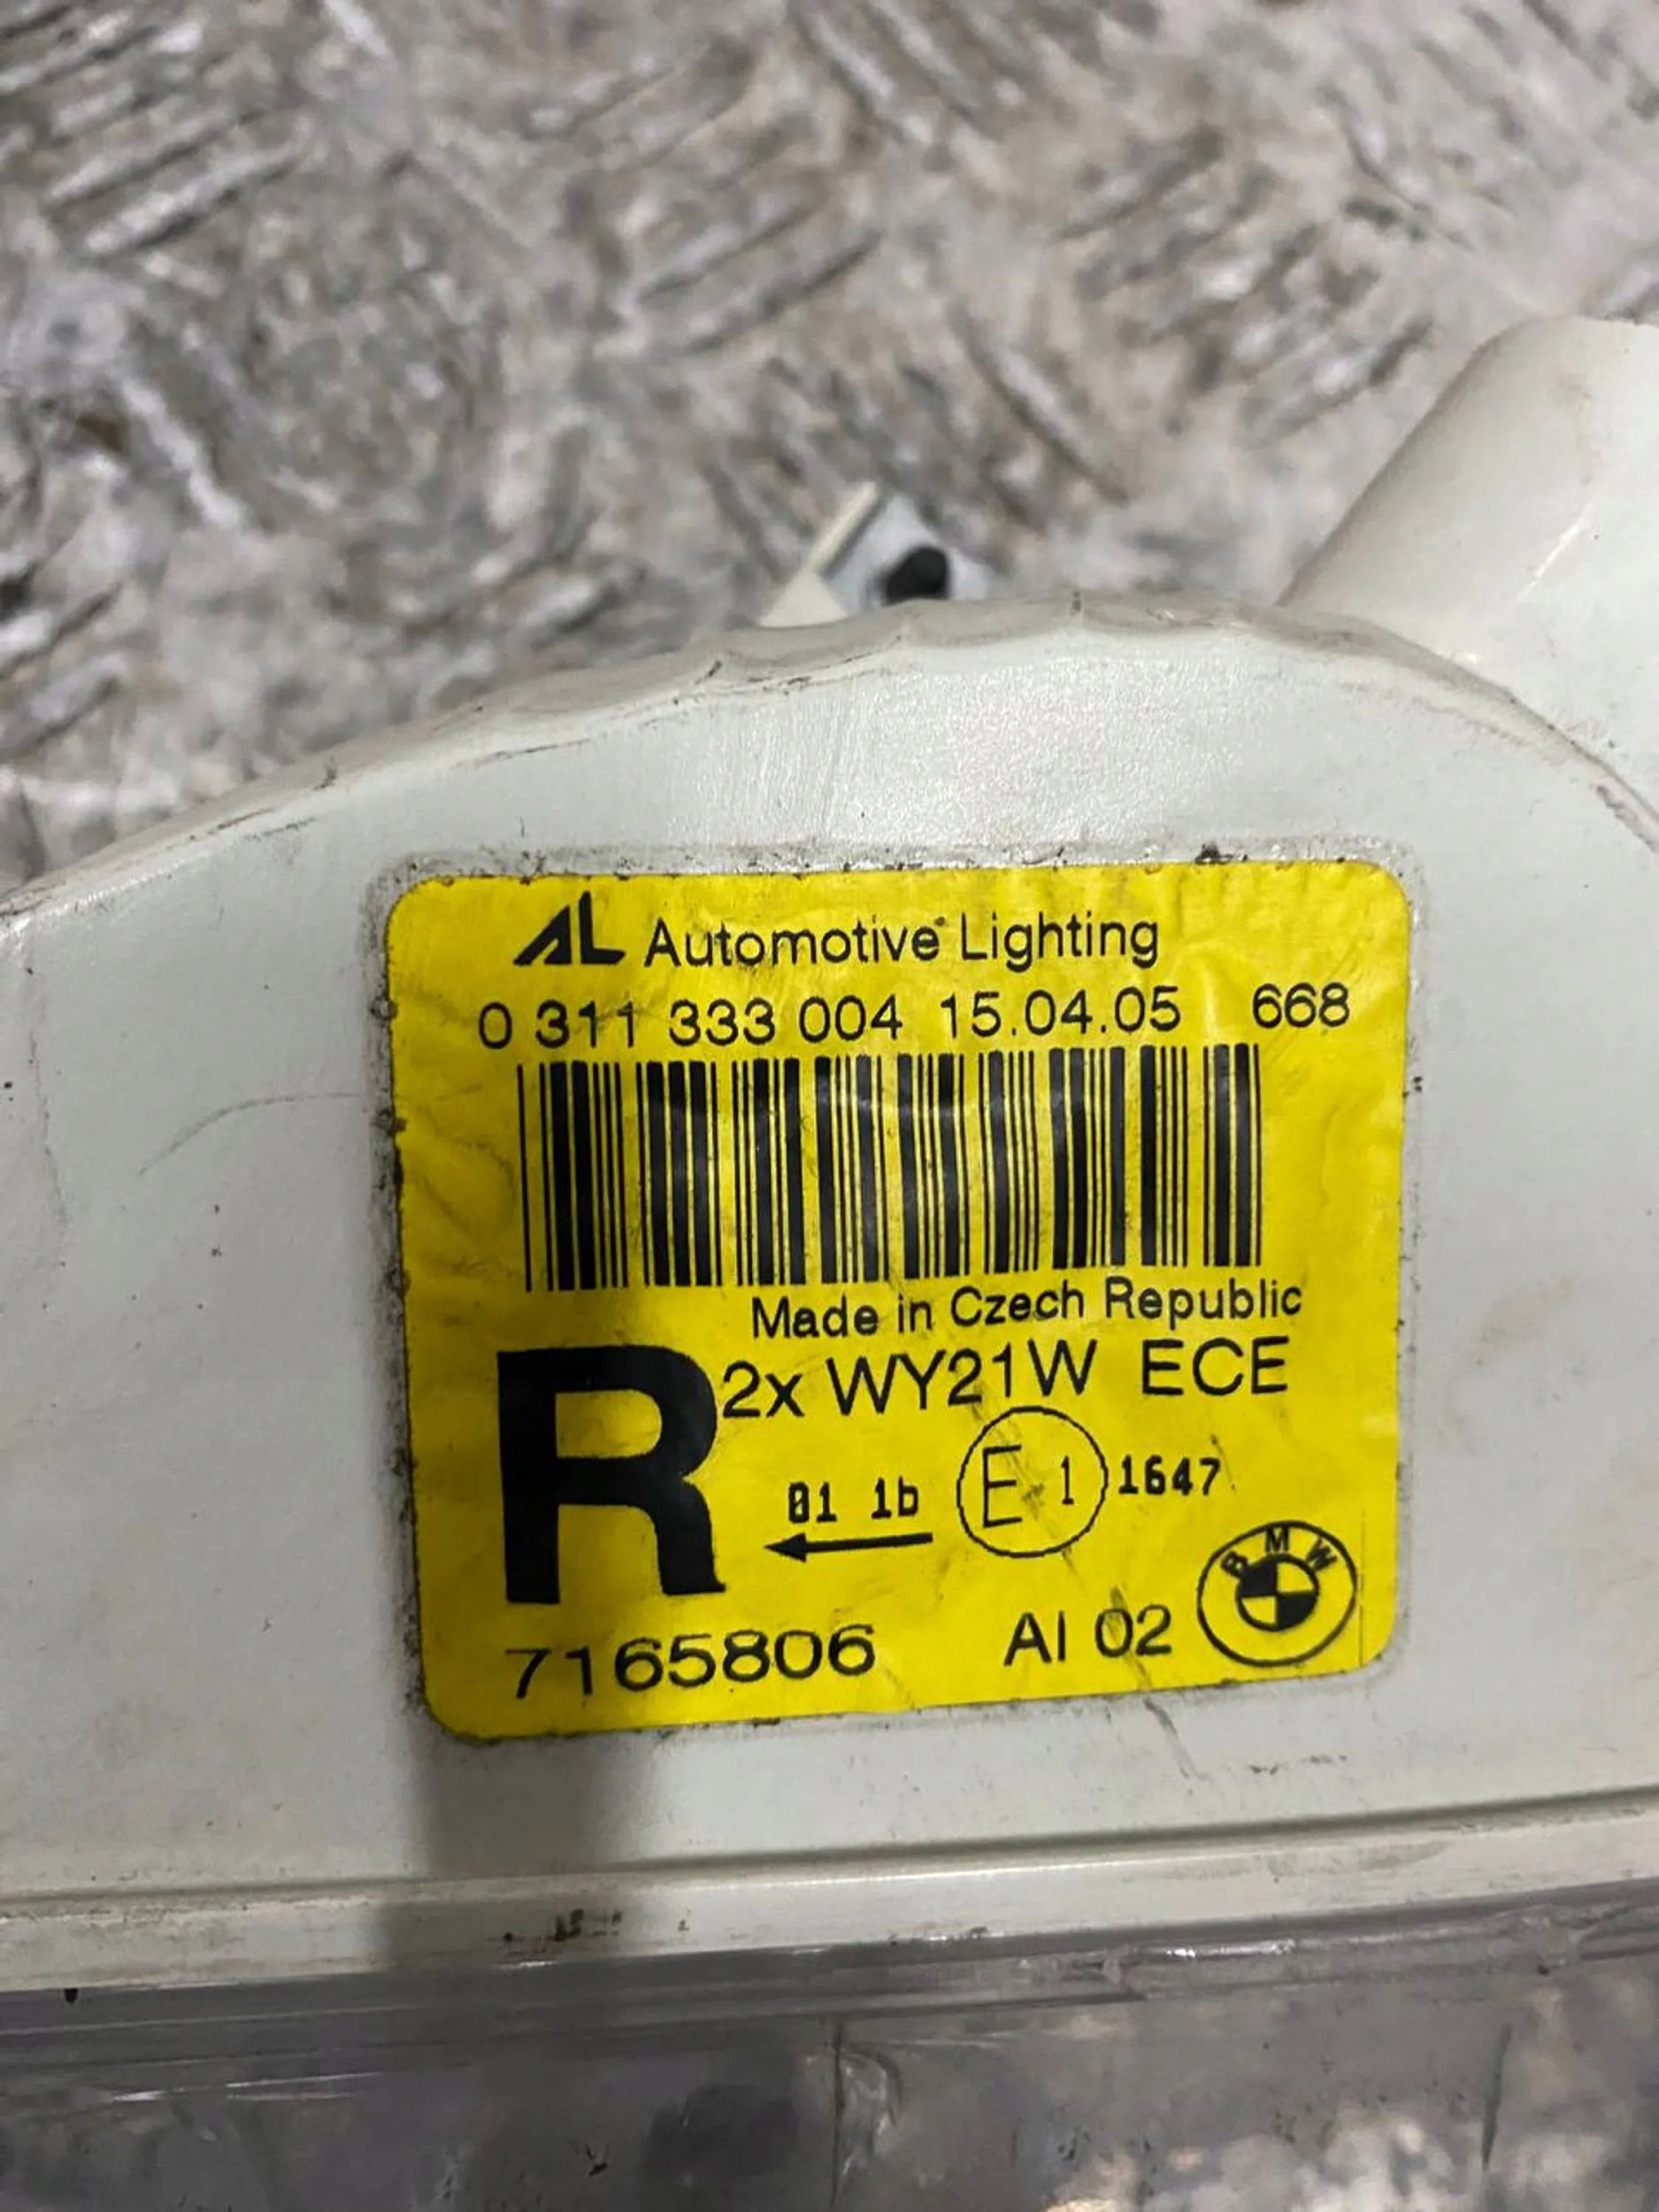 AL Automotive Lighting
0 311 333 004 15.04.05 668
Made in Czech Republic
R 2x WY21W ECE
01 1b E 1 1647
BMW
7165806 AI 02